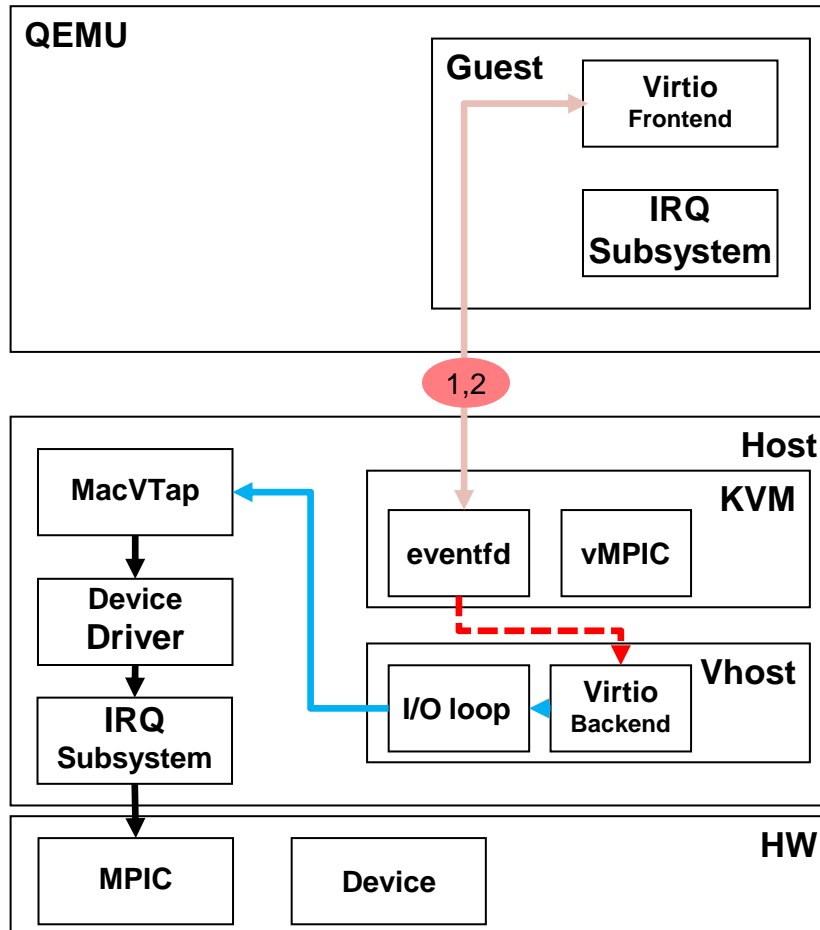 QEMU
Guest
Virtio
Frontend
IRQ
Subsystem
1,2
Host
MacVTap
KVM
eventfd
vMPIC
Device
Driver
Vhost
I/O loop
Virtio
Backend
IRQ
Subsystem
HW
MPIC
Device